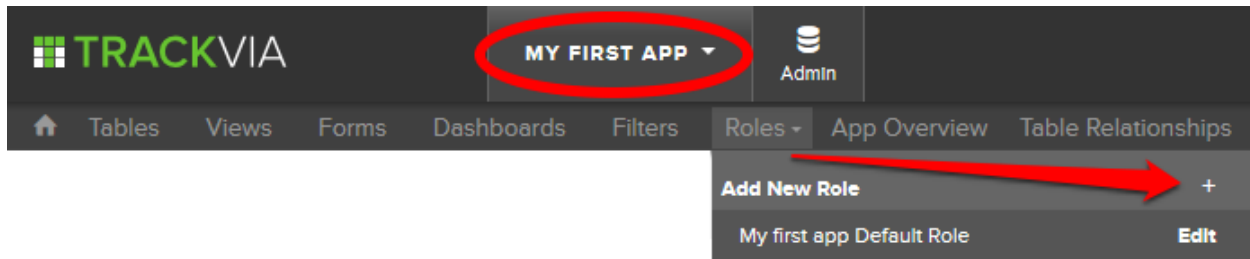 TRACKVIA
MY FIRST APP
Admin
Tables Views Forms Dashboards Filters Roles App Overview Table Relationships
Add New Role +
My first app Default Role Edit